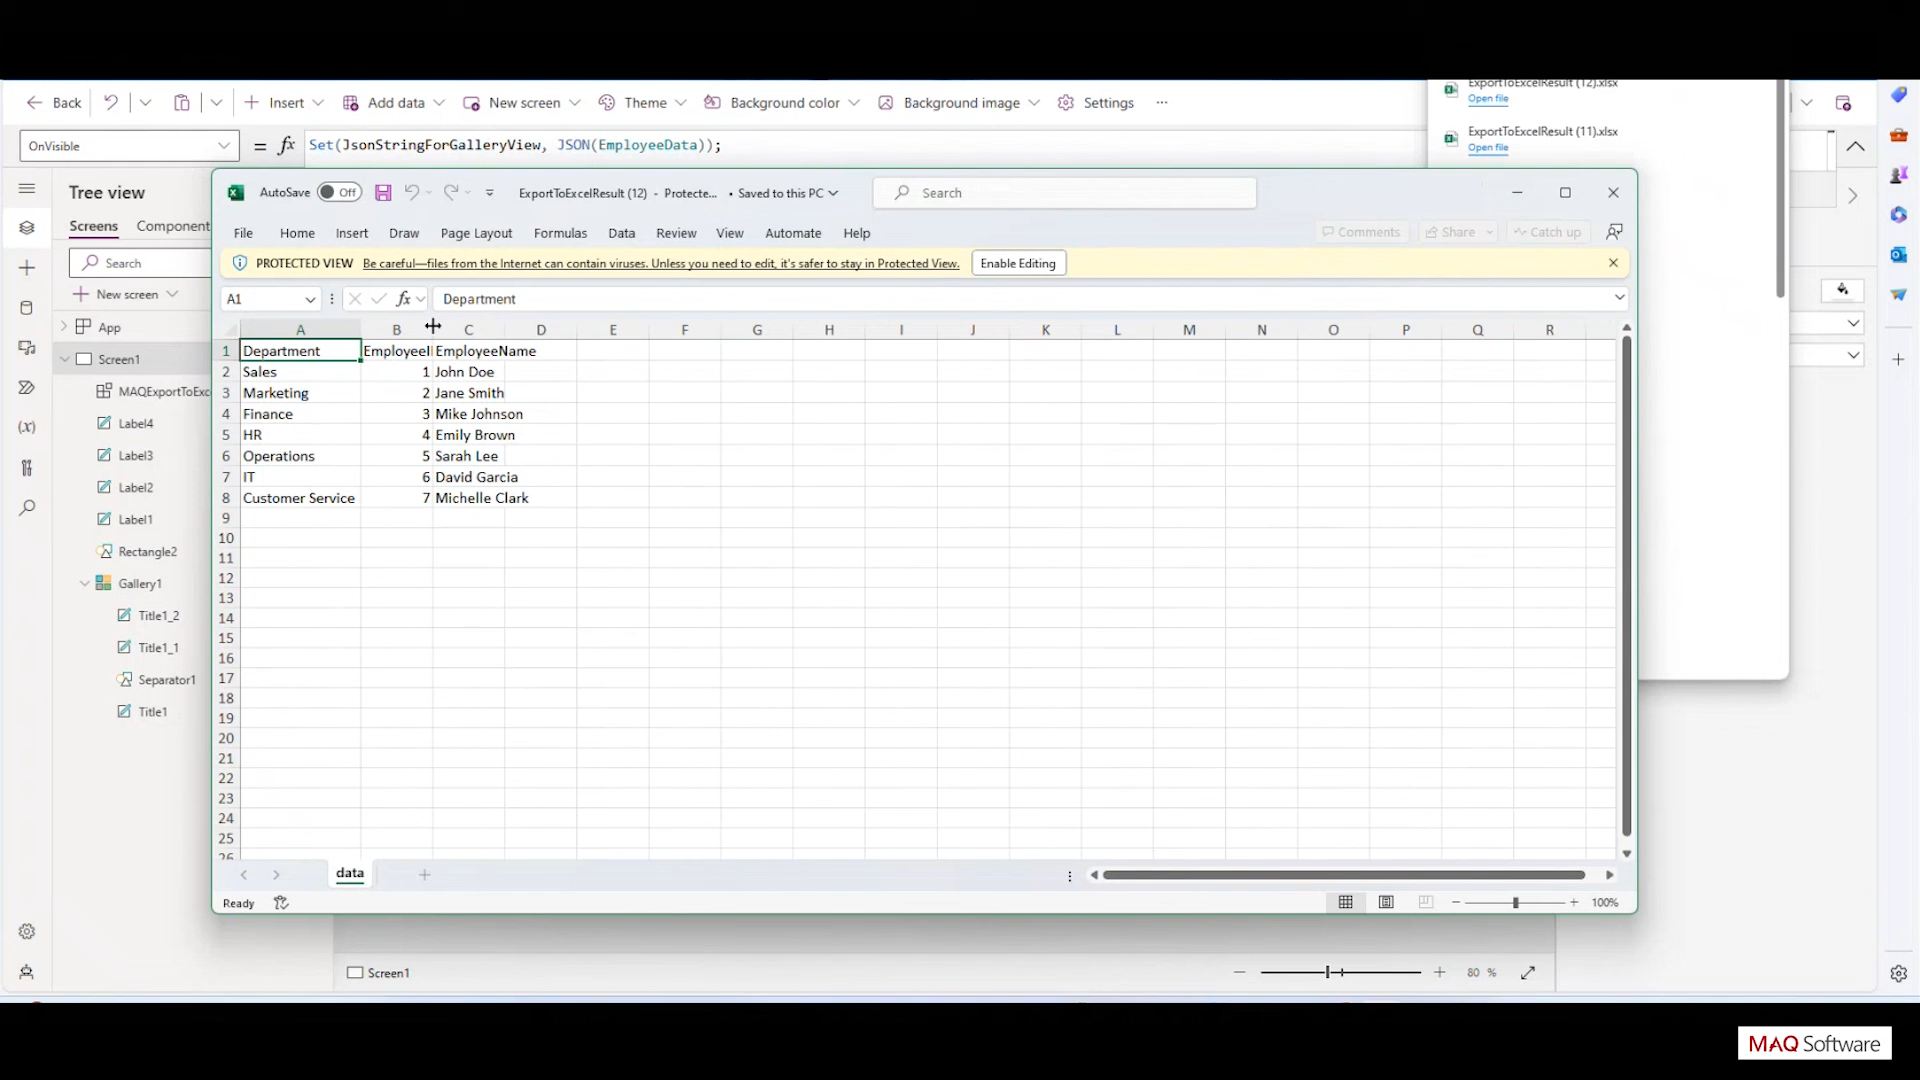 ExportToExcelResult (12).xlsx
Open file
Back
Insert
Add data
New screen
Theme
Background color
Background image
Settings
ExportToExcelResult (11).xlsx
Open file
OnVisible
= fx Set(JsonStringForGalleryView, JSON(EmployeeData));
Tree view
Screens Component
Search
New screen
App
Screen1
MAQExportToExc
Label4
Label3
Label2
Label1
Rectangle2
Gallery1
Title1_2
Title1_1
Separator1
Title1
AutoSave Off ExportToExcelResult (12) - Protecte... • Saved to this PC Search
File Home Insert Draw Page Layout Formulas Data Review View Automate Help Comments Share Catch up
PROTECTED VIEW Be careful—files from the Internet can contain viruses. Unless you need to edit, it's safer to stay in Protected View. Enable Editing
A1 fx Department
A B C D E F G H I J K L M N O P Q R
1 Department EmployeeI EmployeeName
2 Sales 1 John Doe
3 Marketing 2 Jane Smith
4 Finance 3 Mike Johnson
5 HR 4 Emily Brown
6 Operations 5 Sarah Lee
7 IT 6 David Garcia
8 Customer Service 7 Michelle Clark
9
10
11
12
13
14
15
16
17
18
19
20
21
22
23
24
25
26
data
Ready 100%
Screen1 80 %
MAQ Software